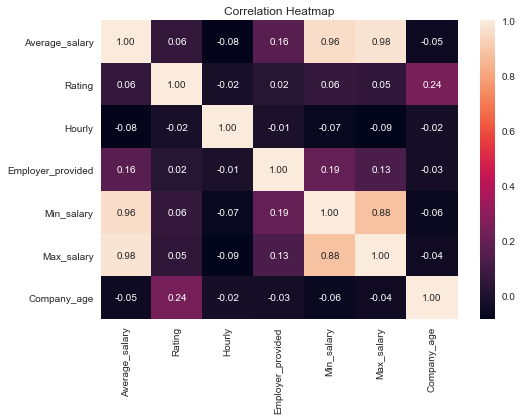 Correlation Heatmap
Average_salary 1.00 0.06 -0.08 0.16 0.96 0.98 -0.05
Rating 0.06 1.00 -0.02 0.02 0.06 0.05 0.24
Hourly -0.08 -0.02 1.00 -0.01 -0.07 -0.09 -0.02
Employer_provided 0.16 0.02 -0.01 1.00 0.19 0.13 -0.03
Min_salary 0.96 0.06 -0.07 0.19 1.00 0.88 -0.06
Max_salary 0.98 0.05 -0.09 0.13 0.88 1.00 -0.04
Company_age -0.05 0.24 -0.02 -0.03 -0.06 -0.04 1.00
Average_salary Rating Hourly Employer_provided Min_salary Max_salary Company_age
1.0
0.8
0.6
0.4
0.2
0.0